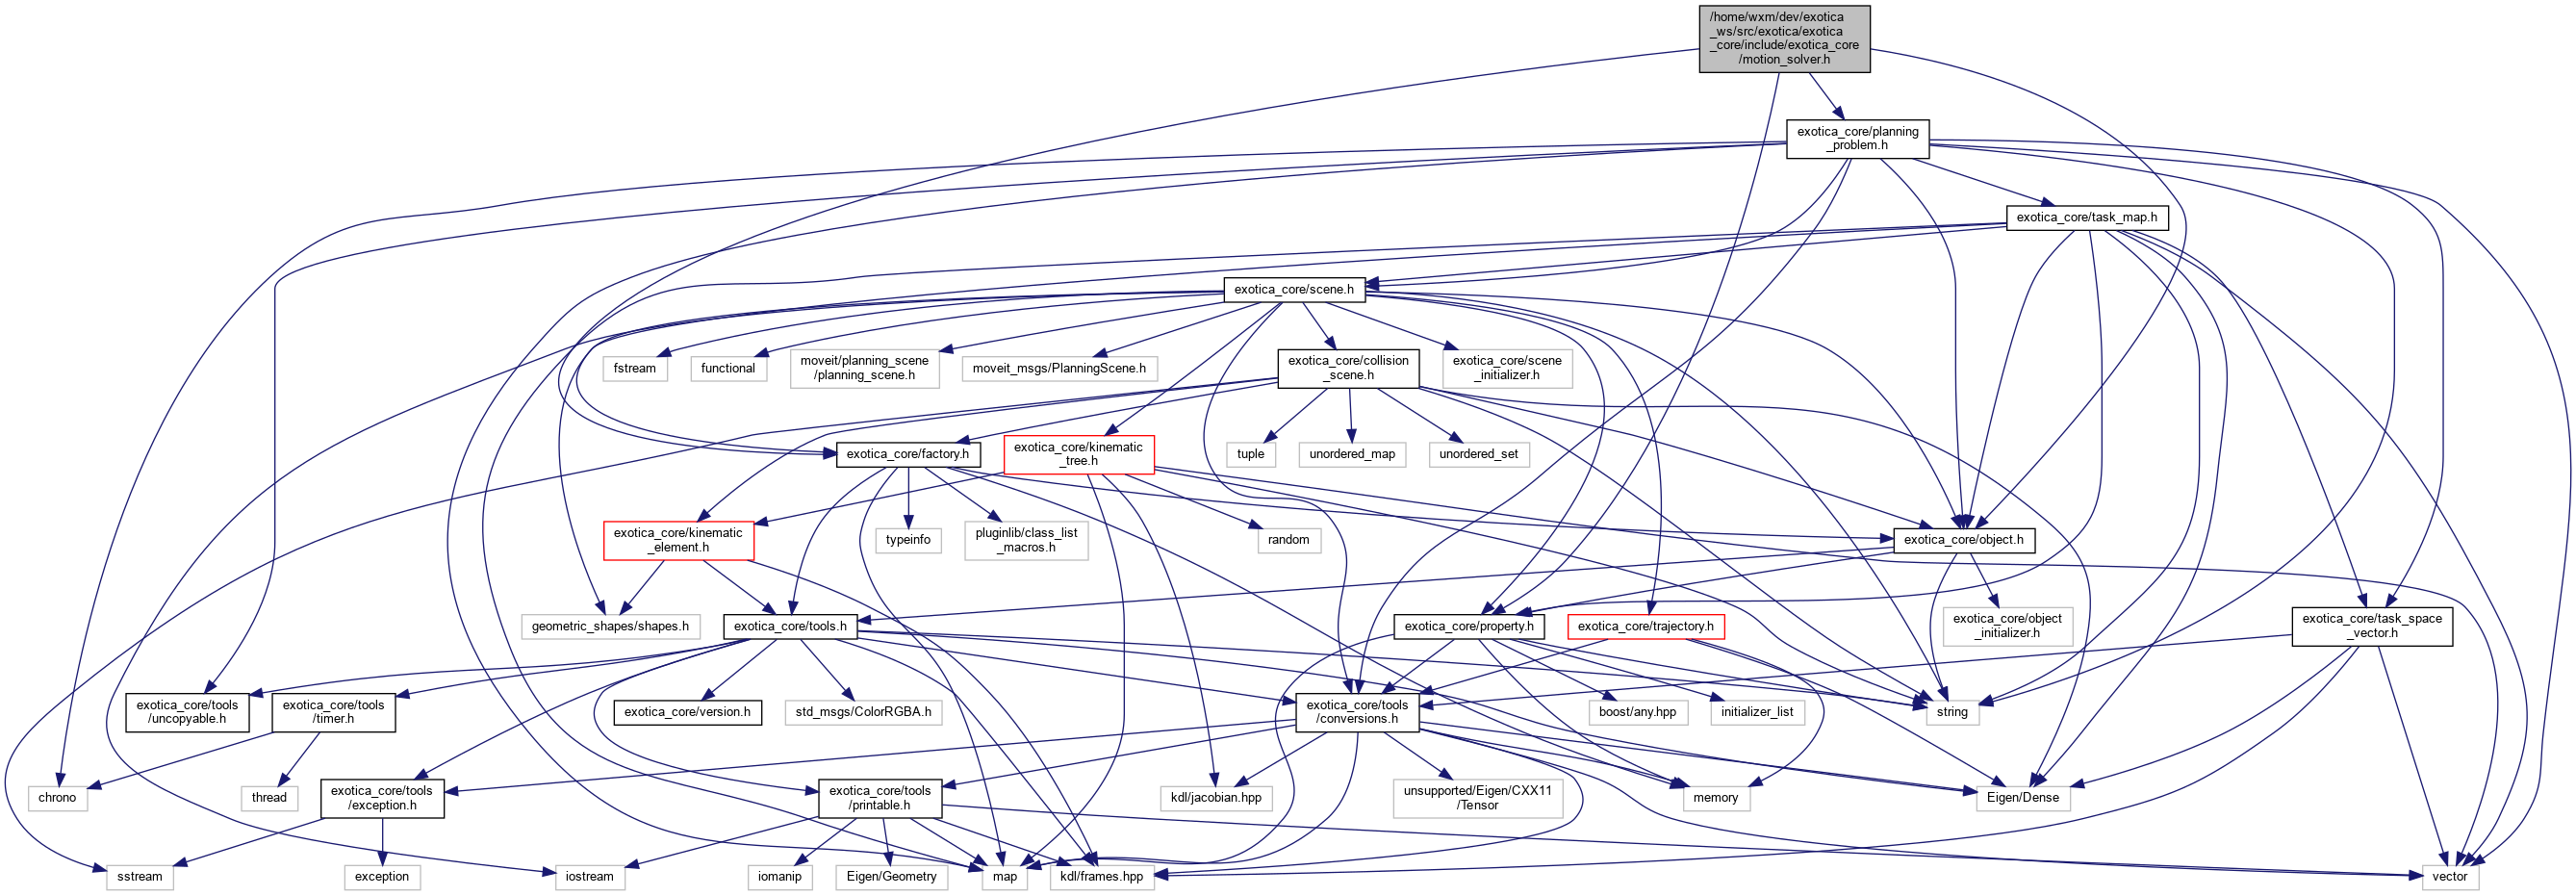 /home/wxm/dev/exotica
_ws/src/exotica/exotica
_core/include/exotica_core
/motion_solver.h
exotica_core/planning
_problem.h
exotica_core/task_map.h
exotica_core/scene.h
fstream
functional
moveit/planning_scene
/planning_scene.h
moveit_msgs/PlanningScene.h
exotica_core/collision
_scene.h
exotica_core/scene
_initializer.h
exotica_core/factory.h
exotica_core/kinematic
_tree.h
tuple
unordered_map
unordered_set
exotica_core/kinematic
_element.h
typeinfo
pluginlib/class_list
_macros.h
random
exotica_core/object.h
geometric_shapes/shapes.h
exotica_core/tools.h
exotica_core/property.h
exotica_core/trajectory.h
exotica_core/object
_initializer.h
exotica_core/task_space
_vector.h
exotica_core/tools
/uncopyable.h
exotica_core/tools
/timer.h
exotica_core/version.h
std_msgs/ColorRGBA.h
exotica_core/tools
/conversions.h
boost/any.hpp
initializer_list
string
chrono
thread
exotica_core/tools
/exception.h
exotica_core/tools
/printable.h
kdl/jacobian.hpp
unsupported/Eigen/CXX11
/Tensor
memory
Eigen/Dense
sstream
exception
iostream
iomanip
Eigen/Geometry
map
kdl/frames.hpp
vector